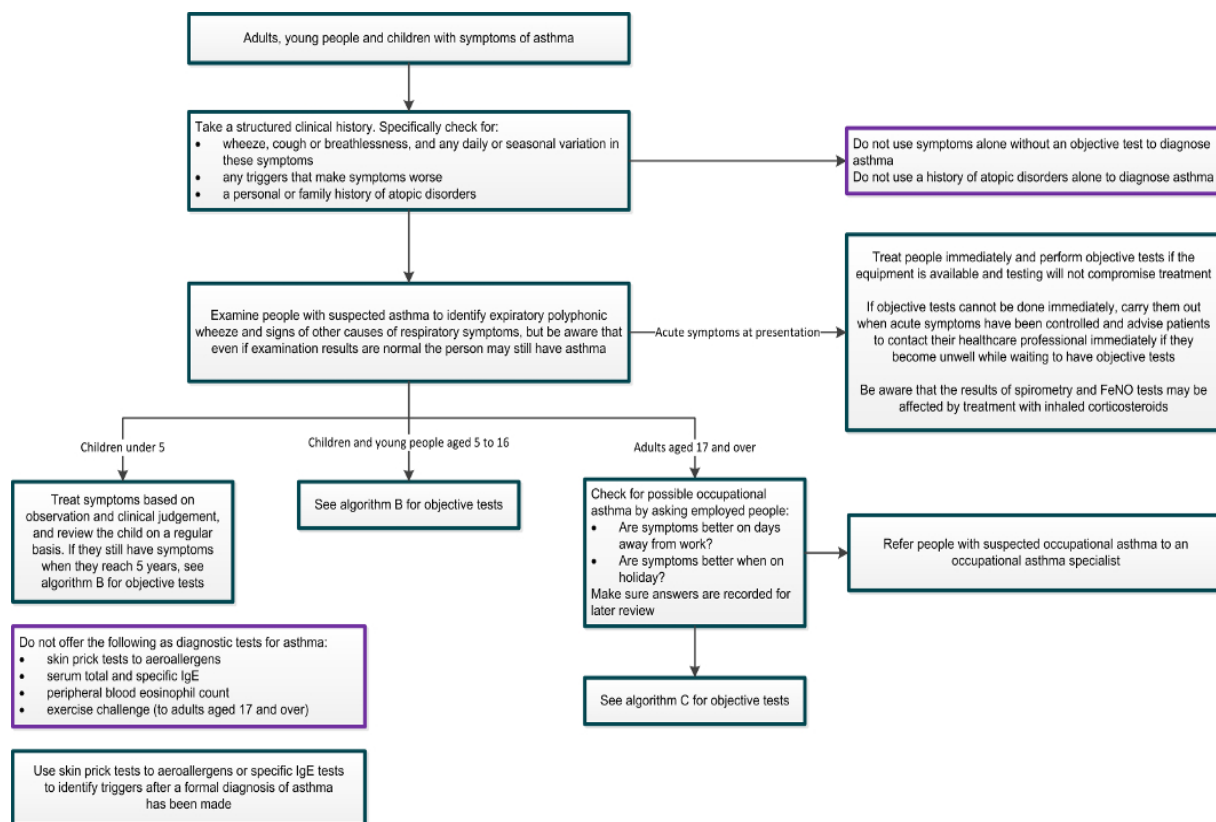 Adults, young people and children with symptoms of asthma
Take a structured clinical history. Specifically check for:
• wheeze, cough or breathlessness, and any daily or seasonal variation in
these symptoms
• any triggers that make symptoms worse
• a personal or family history of atopic disorders
Do not use symptoms alone without an objective test to diagnose
asthma
Do not use a history of atopic disorders alone to diagnose asthma
Examine people with suspected asthma to identify expiratory polyphonic
wheeze and signs of other causes of respiratory symptoms, but be aware that
even if examination results are normal the person may still have asthma
Acute symptoms at presentation
Treat people immediately and perform objective tests if the
equipment is available and testing will not compromise treatment
If objective tests cannot be done immediately, carry them out
when acute symptoms have been controlled and advise patients
to contact their healthcare professional immediately if they
become unwell while waiting to have objective tests
Be aware that the results of spirometry and FeNO tests may be
affected by treatment with inhaled corticosteroids
Children under 5
Children and young people aged 5 to 16
Adults aged 17 and over
Treat symptoms based on
observation and clinical judgement,
and review the child on a regular
basis. If they still have symptoms
when they reach 5 years, see
algorithm B for objective tests
See algorithm B for objective tests
Check for possible occupational
asthma by asking employed people:
• Are symptoms better on days
away from work?
• Are symptoms better when on
holiday?
Make sure answers are recorded for
later review
Refer people with suspected occupational asthma to an
occupational asthma specialist
Do not offer the following as diagnostic tests for asthma:
• skin prick tests to aeroallergens
• serum total and specific IgE
• peripheral blood eosinophil count
• exercise challenge (to adults aged 17 and over)
See algorithm C for objective tests
Use skin prick tests to aeroallergens or specific IgE tests
to identify triggers after a formal diagnosis of asthma
has been made